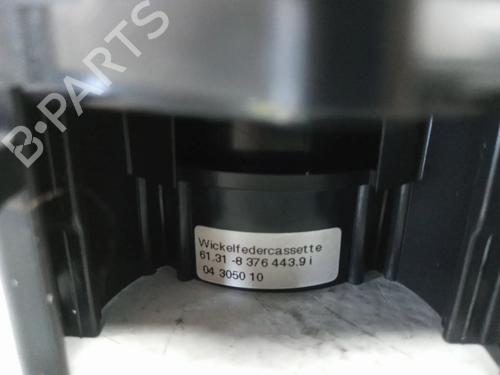 B-PARTS
Wickelfedercassette
61.31 -8 376 443.9 i
04 3050 10